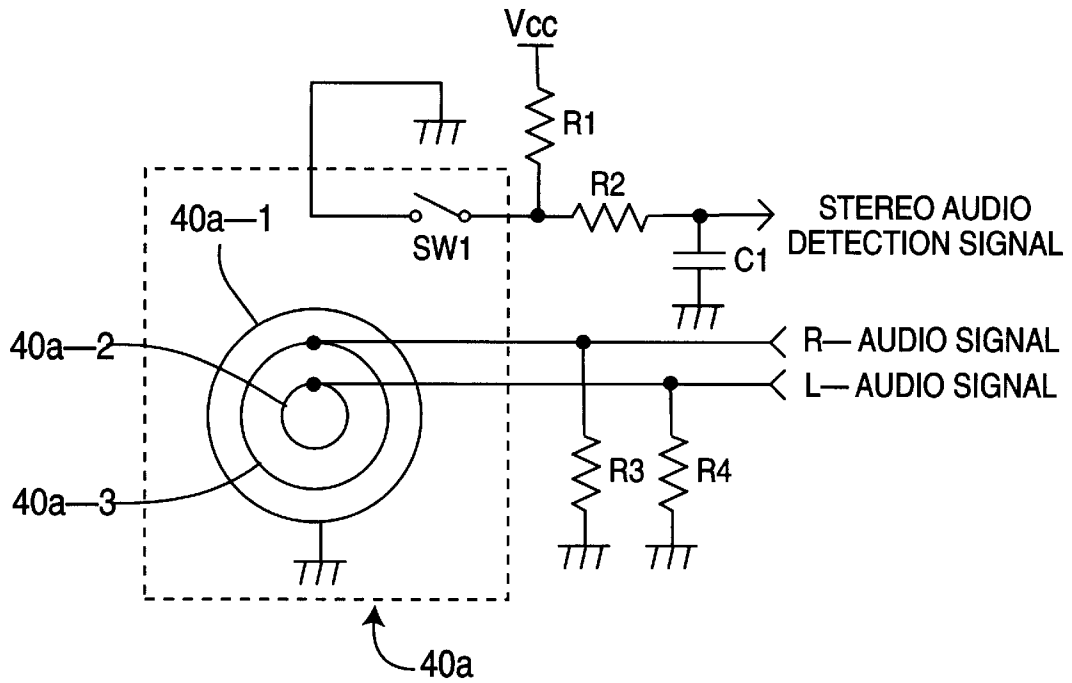 Vcc
R1
R2
40a—1
SW1
STEREO AUDIO
DETECTION SIGNAL
C1
40a—2
R— AUDIO SIGNAL
L— AUDIO SIGNAL
R3
R4
40a—3
40a